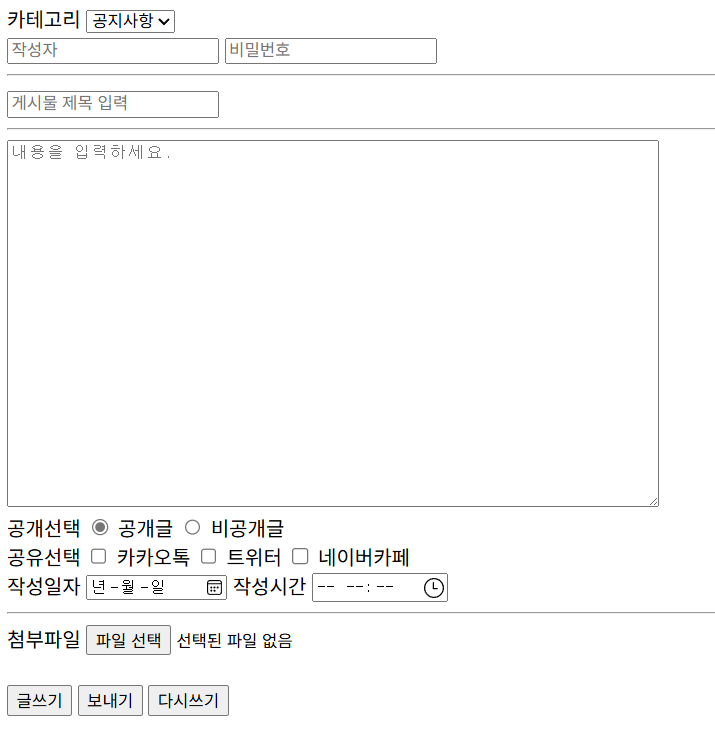 카테고리 공지사항
작성자 비밀번호
게시물 제목 입력
내용을 입력하세요.
공개선택 공개글 비공개글
공유선택 카카오톡 트위터 네이버카페
작성일자 년-월-일 작성시간 -- --:--
첨부파일 파일 선택 선택된 파일 없음
글쓰기 보내기 다시쓰기